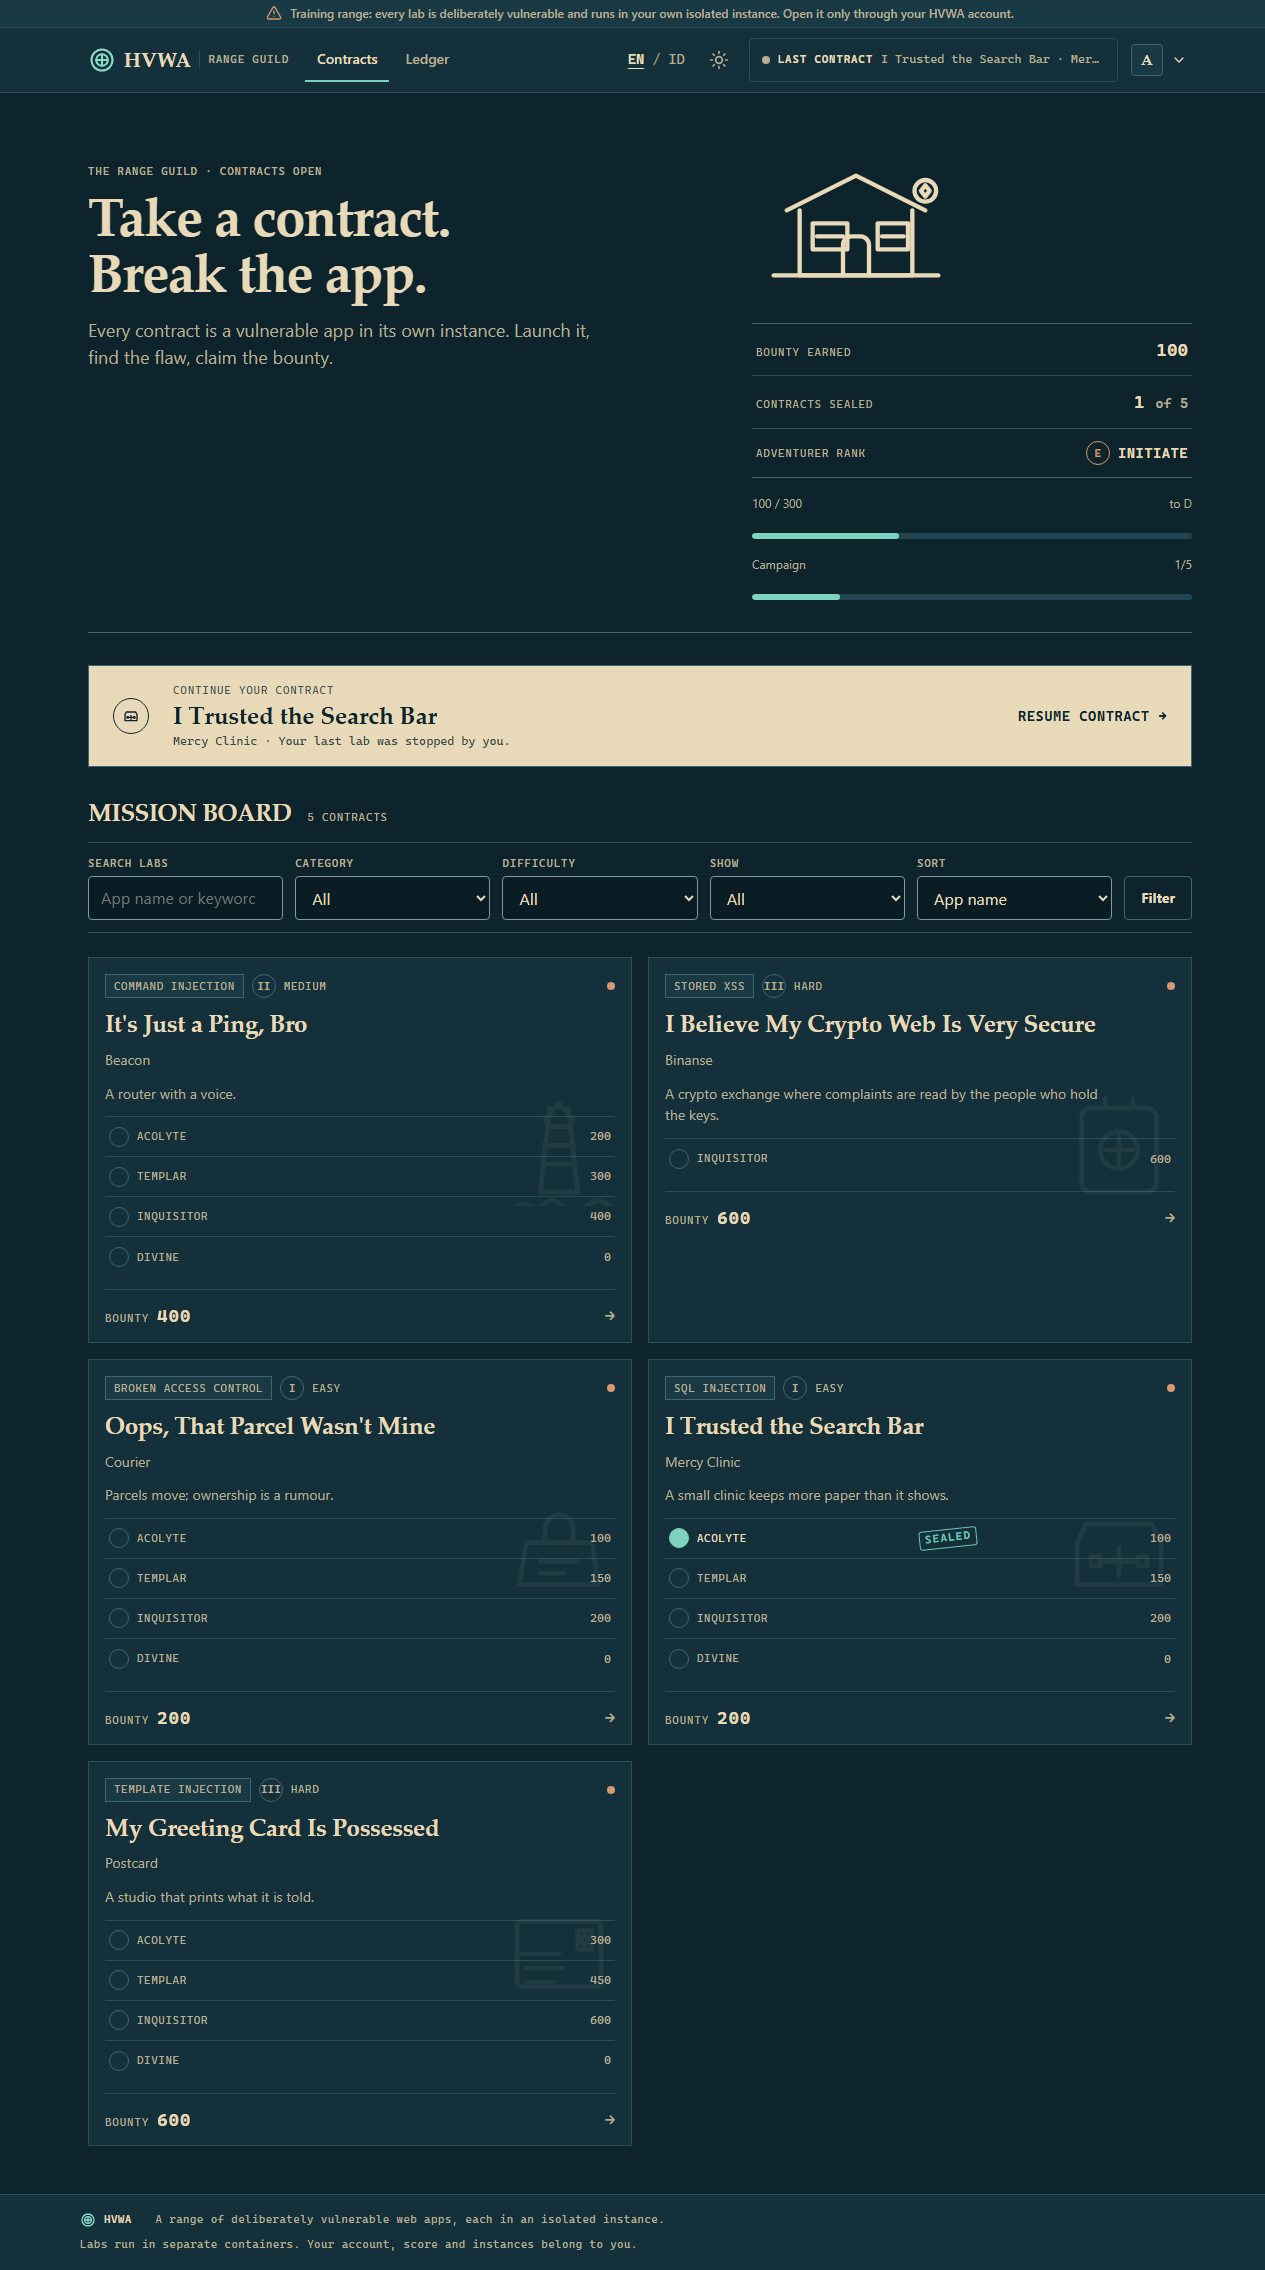 Training range: every lab is deliberately vulnerable and runs in your own isolated instance. Open it only through your HVWA account.
HVWA RANGE GUILD Contracts Ledger EN / ID LAST CONTRACT I Trusted the Search Bar · Mer… A
THE RANGE GUILD · CONTRACTS OPEN
Take a contract.
Break the app.
Every contract is a vulnerable app in its own instance. Launch it,
find the flaw, claim the bounty.
BOUNTY EARNED 100
CONTRACTS SEALED 1 of 5
ADVENTURER RANK E INITIATE
100 / 300 to D
Campaign 1/5
CONTINUE YOUR CONTRACT
I Trusted the Search Bar
Mercy Clinic · Your last lab was stopped by you.
RESUME CONTRACT →
MISSION BOARD 5 CONTRACTS
SEARCH LABS CATEGORY DIFFICULTY SHOW SORT
App name or keyworc All All All App name Filter
COMMAND INJECTION II MEDIUM
It's Just a Ping, Bro
Beacon
A router with a voice.
ACOLYTE 200
TEMPLAR 300
INQUISITOR 400
DIVINE 0
BOUNTY 400 →
STORED XSS III HARD
I Believe My Crypto Web Is Very Secure
Binanse
A crypto exchange where complaints are read by the people who hold
the keys.
INQUISITOR 600
BOUNTY 600 →
BROKEN ACCESS CONTROL I EASY
Oops, That Parcel Wasn't Mine
Courier
Parcels move; ownership is a rumour.
ACOLYTE 100
TEMPLAR 150
INQUISITOR 200
DIVINE 0
BOUNTY 200 →
SQL INJECTION I EASY
I Trusted the Search Bar
Mercy Clinic
A small clinic keeps more paper than it shows.
ACOLYTE SEALED 100
TEMPLAR 150
INQUISITOR 200
DIVINE 0
BOUNTY 200 →
TEMPLATE INJECTION III HARD
My Greeting Card Is Possessed
Postcard
A studio that prints what it is told.
ACOLYTE 300
TEMPLAR 450
INQUISITOR 600
DIVINE 0
BOUNTY 600 →
HVWA A range of deliberately vulnerable web apps, each in an isolated instance.
Labs run in separate containers. Your account, score and instances belong to you.